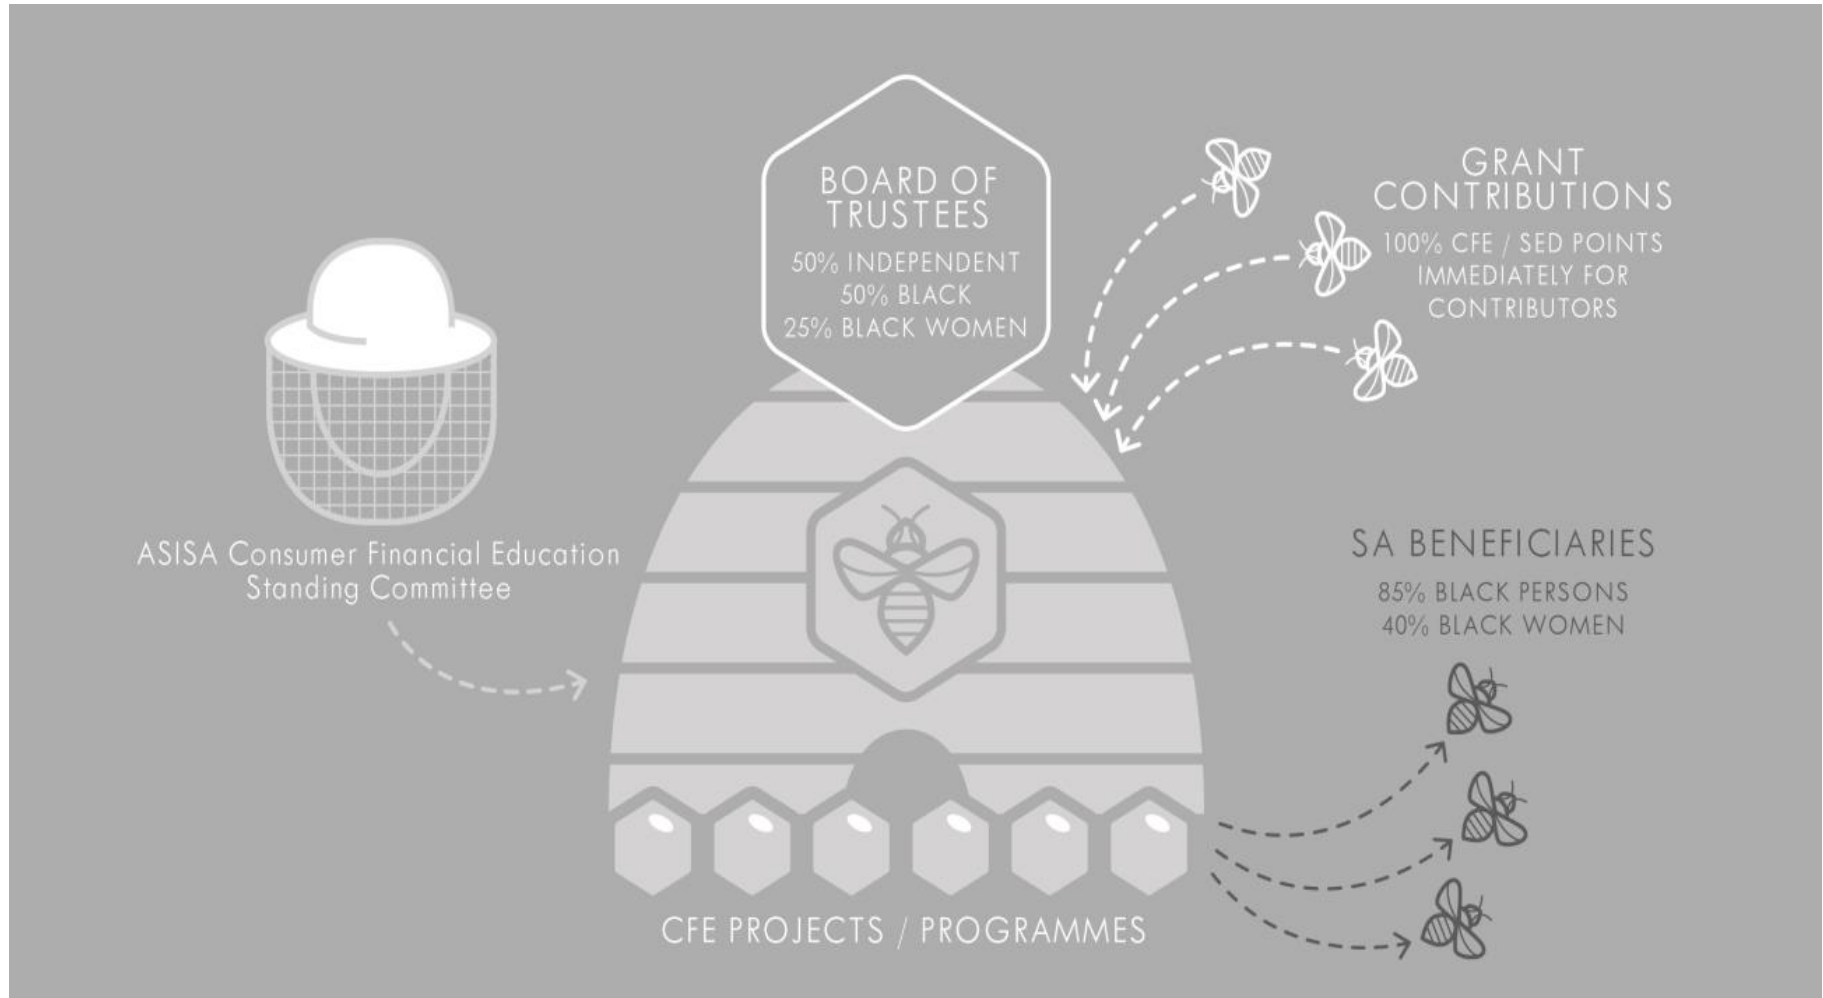 BOARD OF
TRUSTEES
50% INDEPENDENT
50% BLACK
25% BLACK WOMEN
GRANT
CONTRIBUTIONS
100% CFE / SED POINTS
IMMEDIATELY FOR
CONTRIBUTORS
ASISA Consumer Financial Education
Standing Committee
SA BENEFICIARIES
85% BLACK PERSONS
40% BLACK WOMEN
CFE PROJECTS / PROGRAMMES